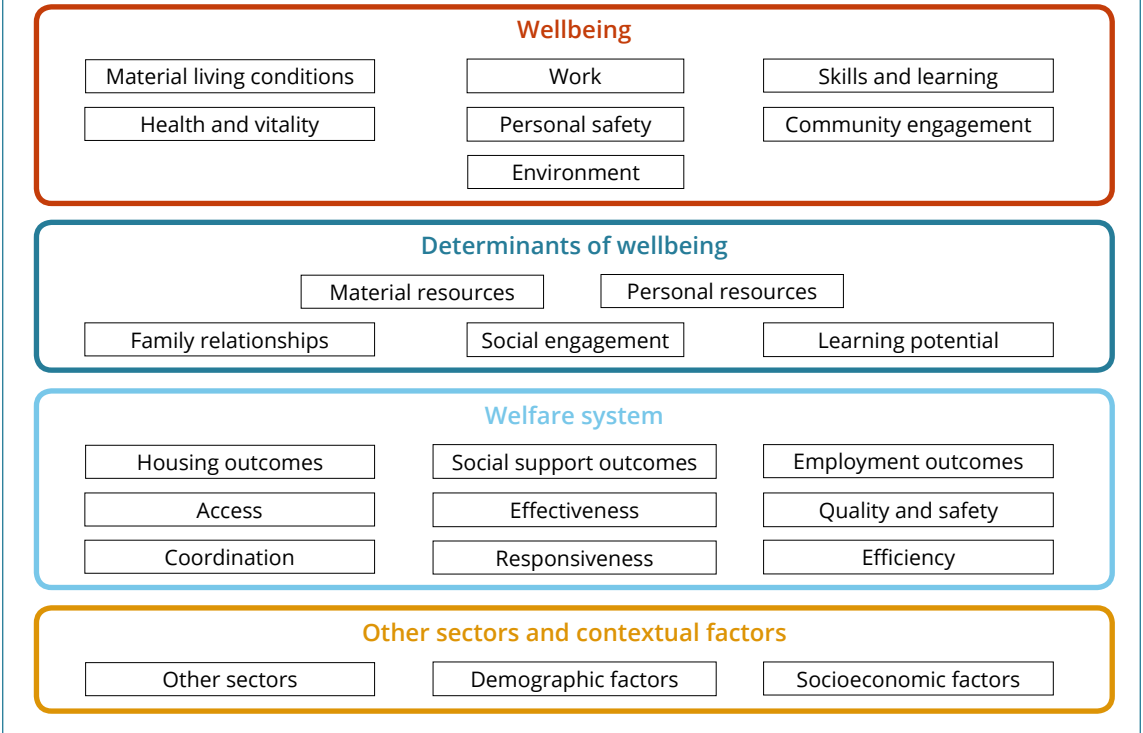 Wellbeing
Material living conditions
Work
Skills and learning
Health and vitality
Personal safety
Community engagement
Environment
Determinants of wellbeing
Material resources
Personal resources
Family relationships
Social engagement
Learning potential
Welfare system
Housing outcomes
Social support outcomes
Employment outcomes
Access
Effectiveness
Quality and safety
Coordination
Responsiveness
Efficiency
Other sectors and contextual factors
Other sectors
Demographic factors
Socioeconomic factors